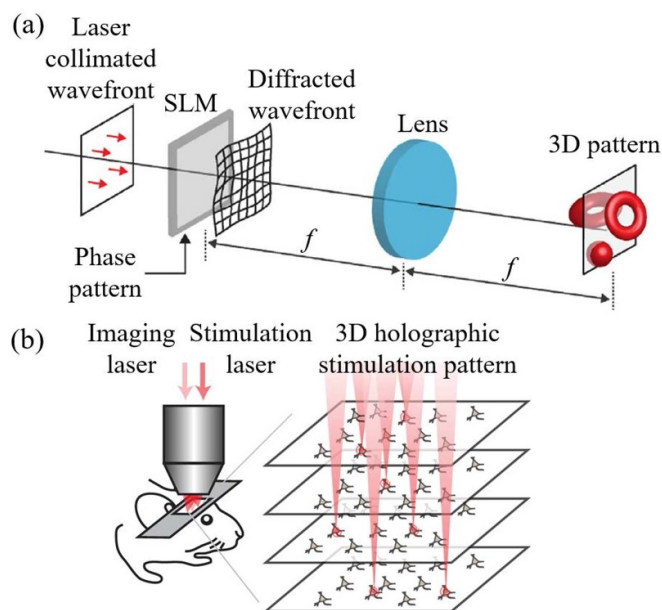 (a)
Laser
collimated
wavefront
SLM
Diffracted
wavefront
Lens
3D pattern
Phase
pattern
f
f
(b)
Imaging
laser
Stimulation
laser
3D holographic
stimulation pattern